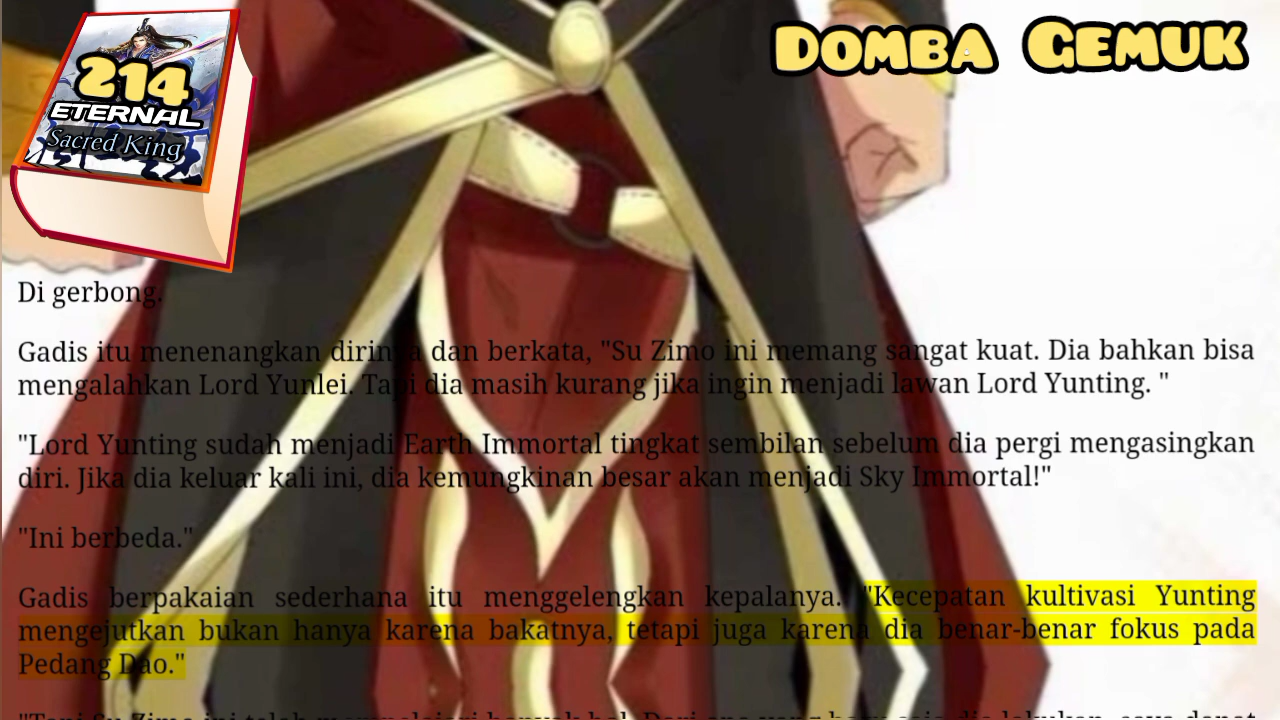 214
ETERNAL
Sacred King
DOMBA GEMUK
Di gerbong.
Gadis itu menenangkan dirinya dan berkata, "Su Zimo ini memang sangat kuat. Dia bahkan bisa
mengalahkan Lord Yunlei. Tapi dia masih kurang jika ingin menjadi lawan Lord Yunting. "
"Lord Yunting sudah menjadi Earth Immortal tingkat sembilan sebelum dia pergi mengasingkan
diri. Jika dia keluar kali ini, dia kemungkinan besar akan menjadi Sky Immortal!"
"Ini berbeda."
Gadis berpakaian sederhana itu menggelengkan kepalanya. "Kecepatan kultivasi Yunting
mengejutkan bukan hanya karena bakatnya, tetapi juga karena dia benar-benar fokus pada
Pedang Dao."